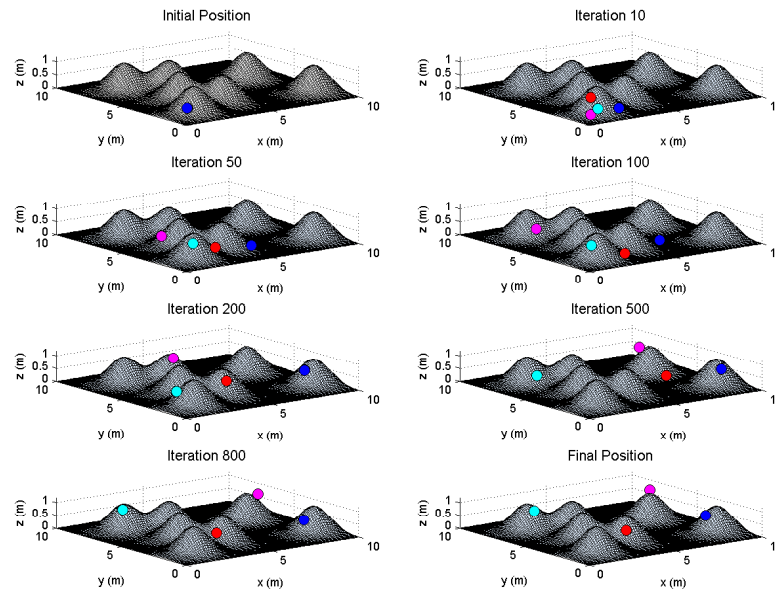 Initial Position
z (m)
1
0.5
0
10
5
0
y (m)
0
5
10
x (m)
Iteration 10
z (m)
1
0.5
0
10
5
0
y (m)
0
5
1
x (m)
Iteration 50
z (m)
1
0.5
0
10
5
0
y (m)
0
5
10
x (m)
Iteration 100
z (m)
1
0.5
0
10
5
0
y (m)
0
5
1
x (m)
Iteration 200
z (m)
1
0.5
0
10
5
0
y (m)
0
5
10
x (m)
Iteration 500
z (m)
1
0.5
0
10
5
0
y (m)
0
5
1
x (m)
Iteration 800
z (m)
1
0.5
0
10
5
0
y (m)
0
5
10
x (m)
Final Position
z (m)
1
0.5
0
10
5
0
y (m)
0
5
1
x (m)